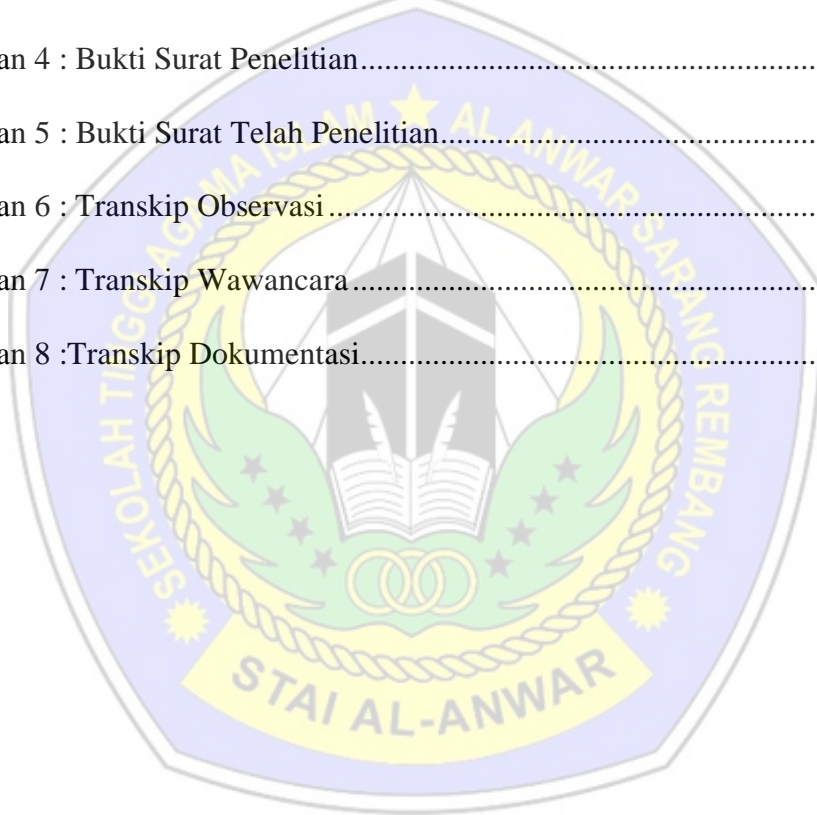 an 4 : Bukti Surat Penelitian........................................................
an 5 : Bukti Surat Telah Penelitian...............................................
an 6 : Transkip Observasi.............................................................
an 7 : Transkip Wawancara..........................................................
an 8 :Transkip Dokumentasi.........................................................
SEKOLAH TINGGI AGAMA ISLAM AL ANWAR SARANG REMBANG
STAI AL-ANWAR